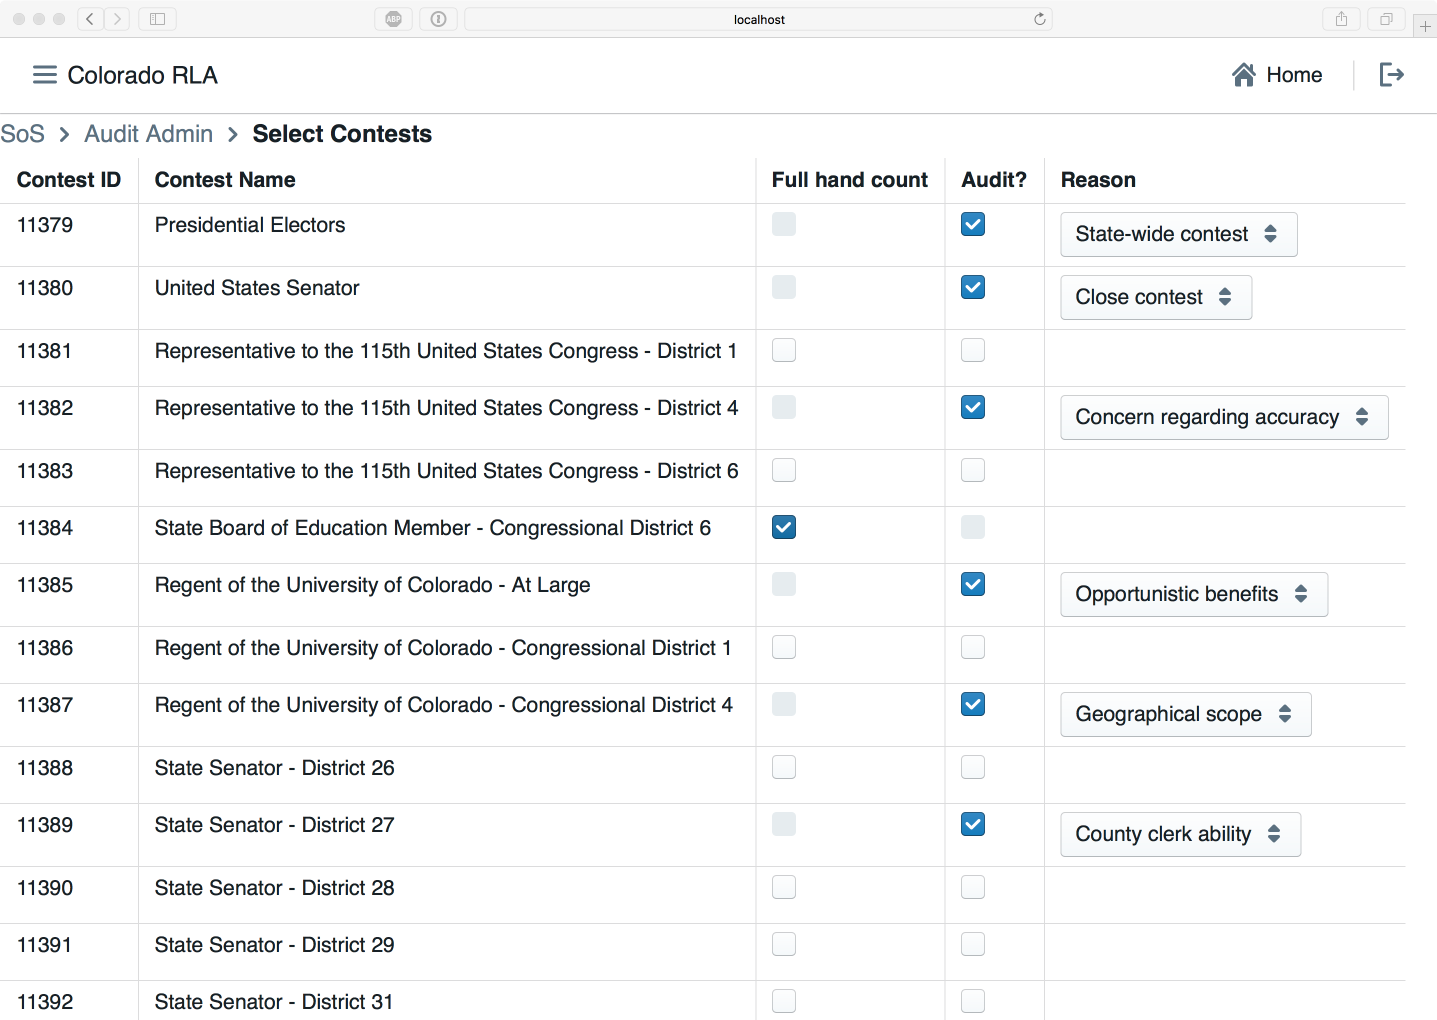 ABP localhost
Colorado RLA Home
SoS > Audit Admin > Select Contests
Contest ID Contest Name Full hand count Audit? Reason
11379 Presidential Electors State-wide contest
11380 United States Senator Close contest
11381 Representative to the 115th United States Congress - District 1
11382 Representative to the 115th United States Congress - District 4 Concern regarding accuracy
11383 Representative to the 115th United States Congress - District 6
11384 State Board of Education Member - Congressional District 6
11385 Regent of the University of Colorado - At Large Opportunistic benefits
11386 Regent of the University of Colorado - Congressional District 1
11387 Regent of the University of Colorado - Congressional District 4 Geographical scope
11388 State Senator - District 26
11389 State Senator - District 27 County clerk ability
11390 State Senator - District 28
11391 State Senator - District 29
11392 State Senator - District 31